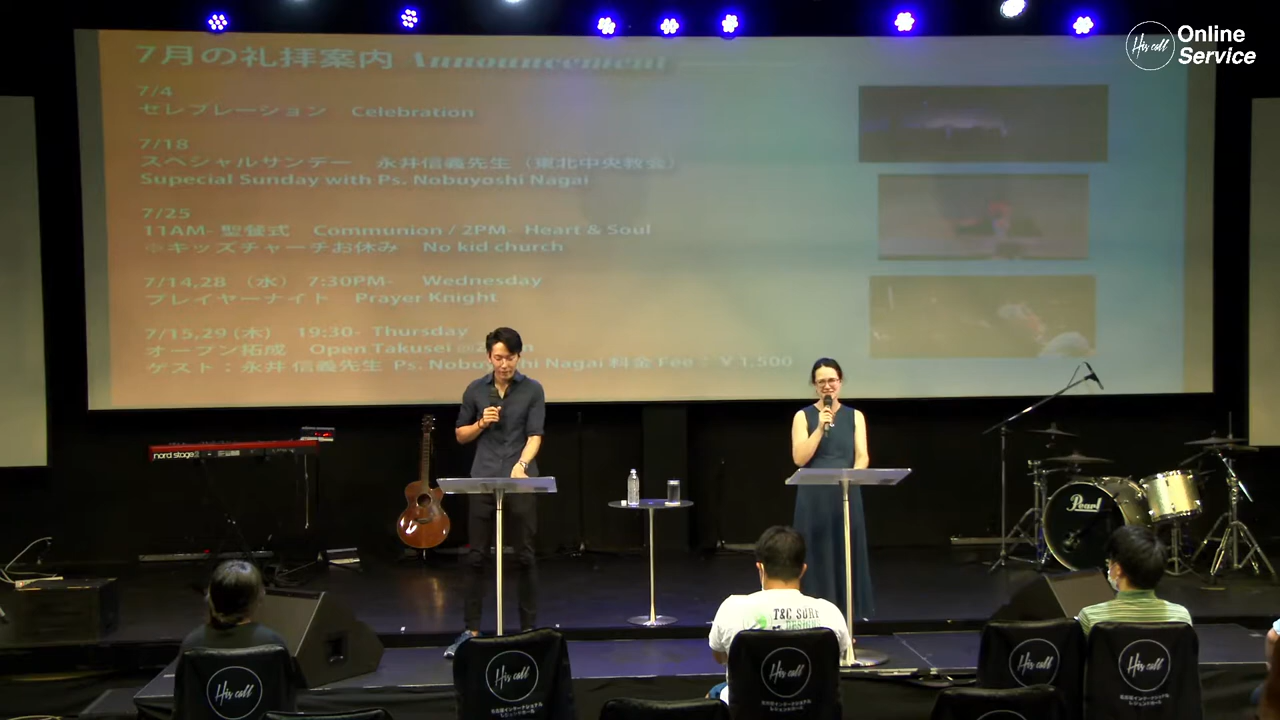 His call Online
Service
7月の礼拝案内 Announcement
7/4
セレブレーション Celebration
7/18
スペシャルサンデー 永井信義先生（東北中央教会）
Supecial Sunday with Ps. Nobuyoshi Nagai
7/25
11AM- 聖餐式 Communion / 2PM- Heart & Soul
※キッズチャーチお休み No kid church
7/14,28 （水） 7:30PM- Wednesday
プレイヤーナイト Prayer Knight
7/15,29 (木) 19:30- Thursday
オープン拓成 Open Takusei
ゲスト：永井 信義先生 Ps. Nobuyoshi Nagai 料金 Fee : ¥1,500
nord stage
Pearl
T&C SURF
DESIGNS
His call
His call
His call
His call
His call